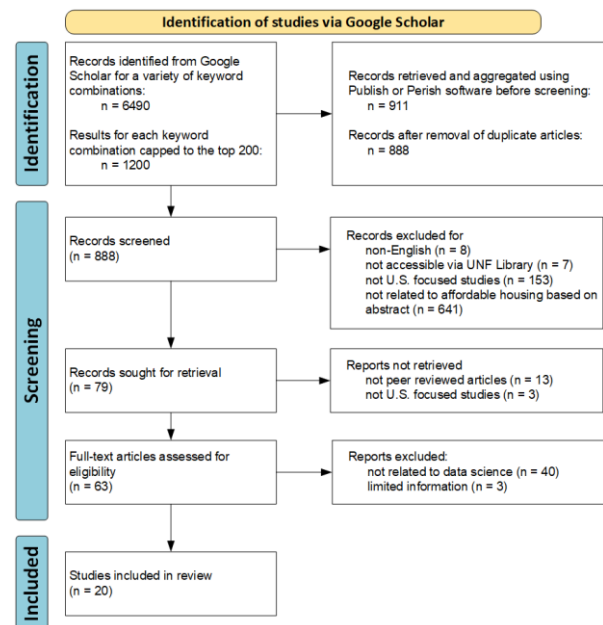 Identification of studies via Google Scholar
Identification
Records identified from Google
Scholar for a variety of keyword
combinations:
n = 6490
Results for each keyword
combination capped to the top 200:
n = 1200
Records retrieved and aggregated using
Publish or Perish software before screening:
n = 911
Records after removal of duplicate articles:
n = 888
Screening
Records screened
(n = 888)
Records excluded for
non-English (n = 8)
not accessible via UNF Library (n = 7)
not U.S. focused studies (n = 153)
not related to affordable housing based on
abstract (n = 641)
Records sought for retrieval
(n = 79)
Reports not retrieved
not peer reviewed articles (n = 13)
not U.S. focused studies (n = 3)
Full-text articles assessed for
eligibility
(n = 63)
Reports excluded:
not related to data science (n = 40)
limited information (n = 3)
Included
Studies included in review
(n = 20)